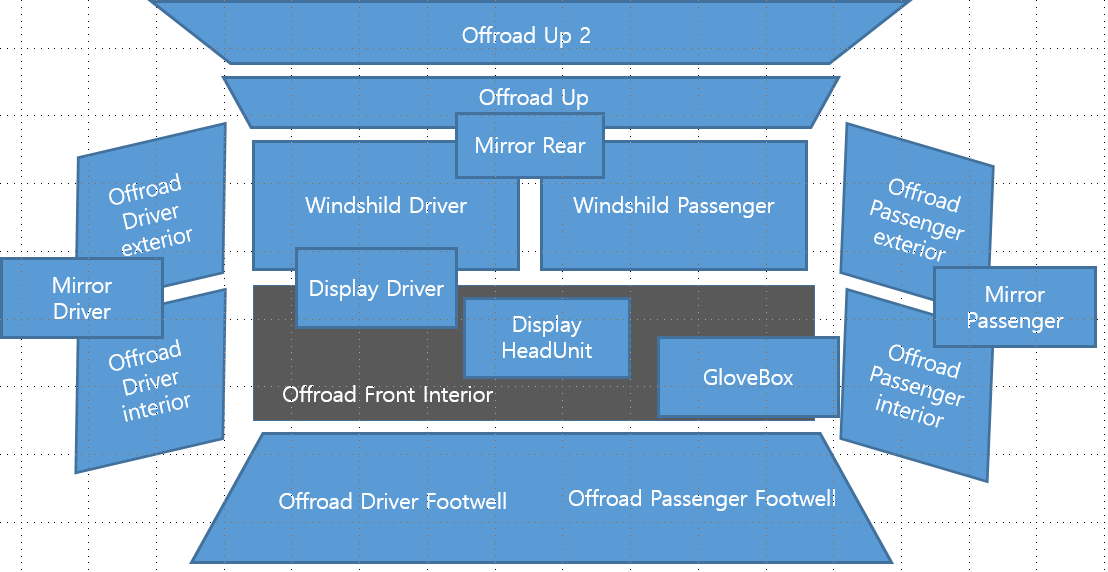 Offroad Up 2
Offroad Up
Mirror Rear
Offroad
Driver
exterior
Windshild Driver
Windshild Passenger
Offroad
Passenger
exterior
Mirror
Driver
Display Driver
Mirror
Passenger
Display
HeadUnit
Offroad
Driver
interior
GloveBox
Offroad
Passenger
interior
Offroad Front Interior
Offroad Driver Footwell
Offroad Passenger Footwell